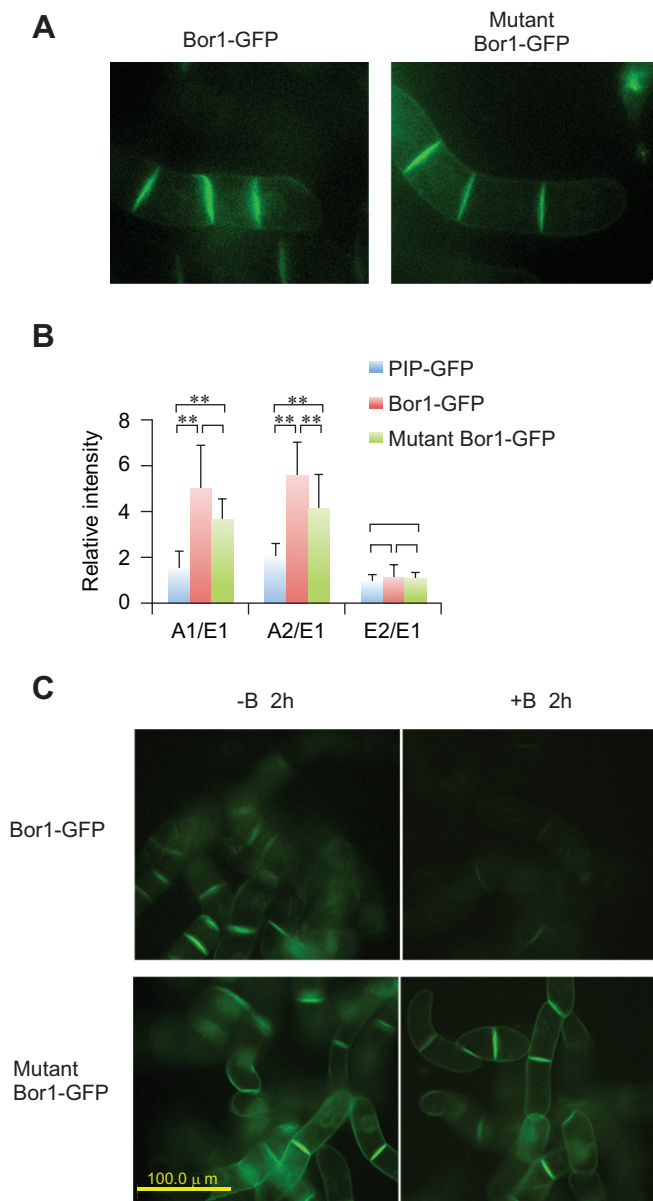 A
Bor1-GFP
Mutant
Bor1-GFP
B
PIP-GFP
Bor1-GFP
Mutant Bor1-GFP
** **
** ** **
Relative intensity
8
6
4
2
0
A1/E1 A2/E1 E2/E1
C
-B 2h +B 2h
Bor1-GFP
Mutant
Bor1-GFP
100.0 μ m